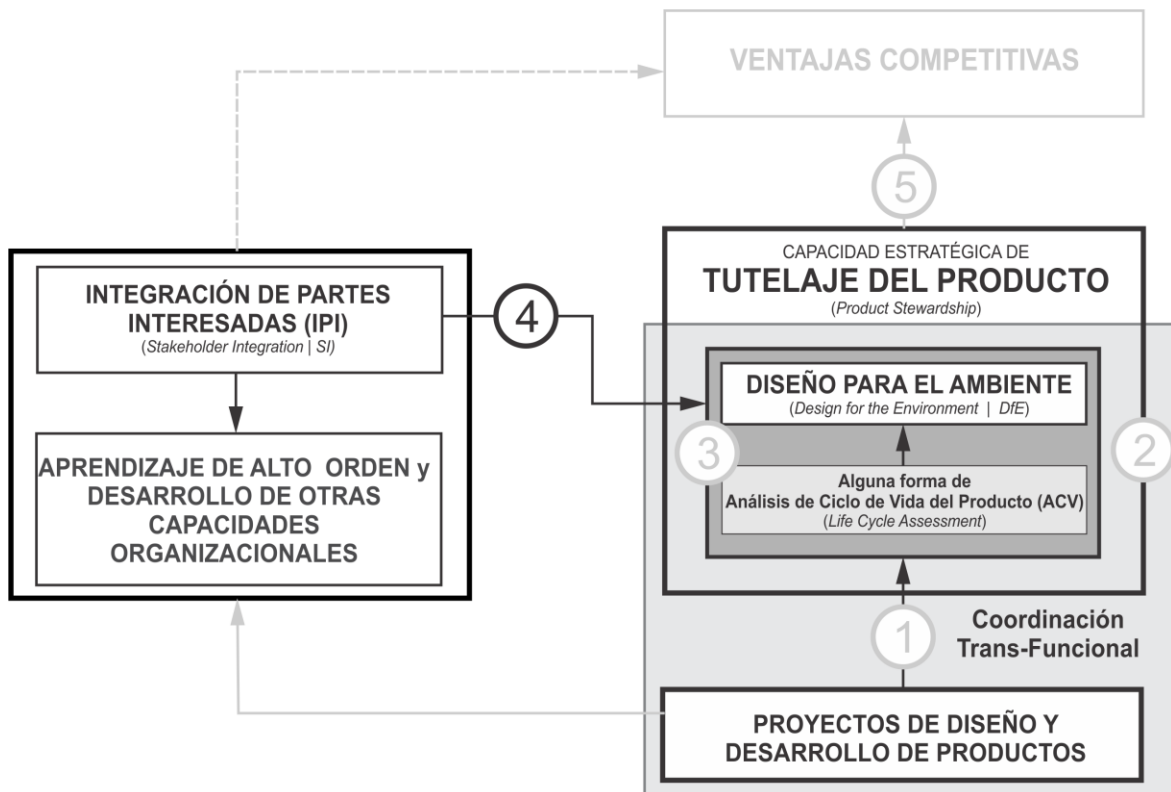 VENTAJAS COMPETITIVAS
5
CAPACIDAD ESTRATÉGICA DE
TUTELAJE DEL PRODUCTO
(Product Stewardship)
INTEGRACIÓN DE PARTES
INTERESADAS (IPI)
(Stakeholder Integration | SI)
4
DISEÑO PARA EL AMBIENTE
(Design for the Environment | DfE)
3
2
Alguna forma de
Análisis de Ciclo de Vida del Producto (ACV)
(Life Cycle Assessment)
APRENDIZAJE DE ALTO ORDEN y
DESARROLLO DE OTRAS
CAPACIDADES
ORGANIZACIONALES
1
Coordinación
Trans-Funcional
PROYECTOS DE DISEÑO Y
DESARROLLO DE PRODUCTOS